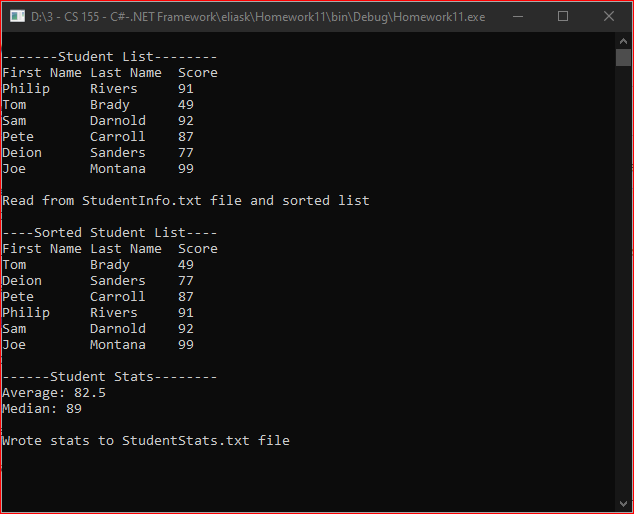 D:\3 - CS 155 - C#-.NET Framework\eliask\Homework11\bin\Debug\Homework11.exe
-------Student List--------
First Name Last Name  Score
Philip     Rivers     91
Tom        Brady      49
Sam        Darnold    92
Pete       Carroll    87
Deion      Sanders    77
Joe        Montana    99
Read from StudentInfo.txt file and sorted list
----Sorted Student List----
First Name Last Name  Score
Tom        Brady      49
Deion      Sanders    77
Pete       Carroll    87
Philip     Rivers     91
Sam        Darnold    92
Joe        Montana    99
------Student Stats--------
Average: 82.5
Median: 89
Wrote stats to StudentStats.txt file